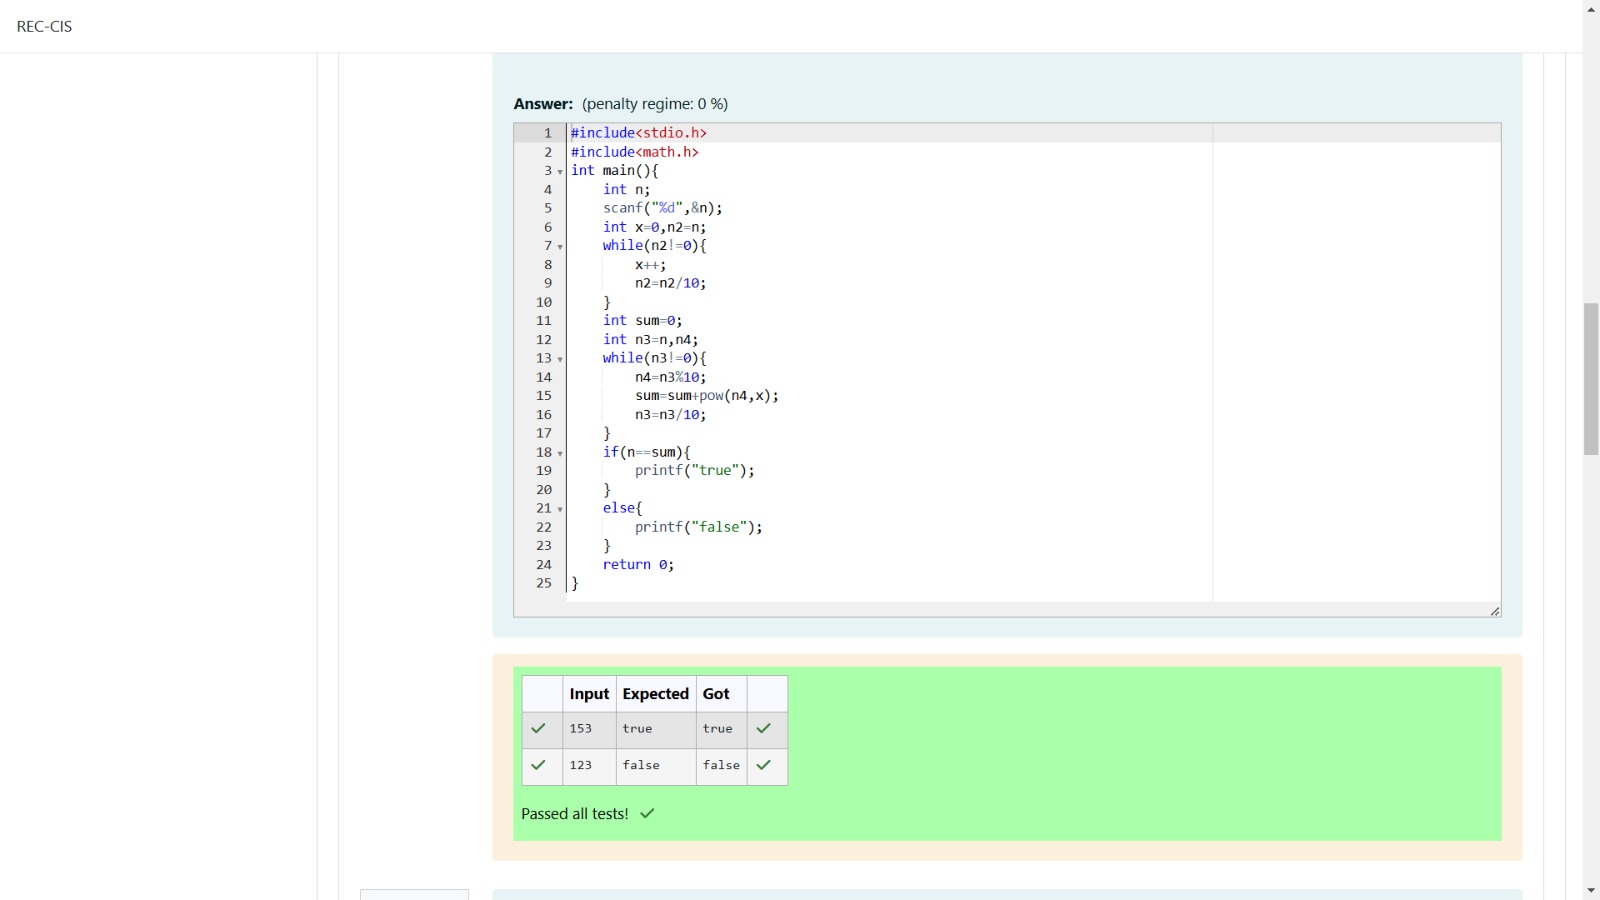 REC-CIS
Answer: (penalty regime: 0 %)
1 #include<stdio.h>
2 #include<math.h>
3 int main(){
4     int n;
5     scanf("%d",&n);
6     int x=0,n2=n;
7     while(n2!=0){
8         x++;
9         n2=n2/10;
10     }
11     int sum=0;
12     int n3=n,n4;
13     while(n3!=0){
14         n4=n3%10;
15         sum=sum+pow(n4,x);
16         n3=n3/10;
17     }
18     if(n==sum){
19         printf("true");
20     }
21     else{
22         printf("false");
23     }
24     return 0;
25 }
Input Expected Got
153 true true
123 false false
Passed all tests!